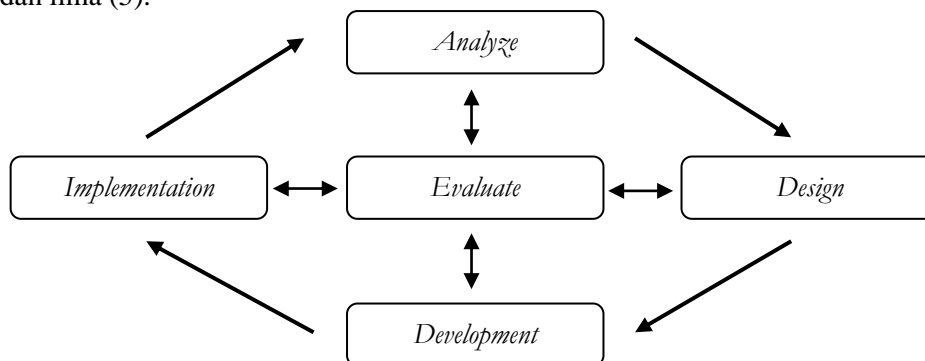 dan lima (5).
Analyze
Implementation
Evaluate
Design
Development